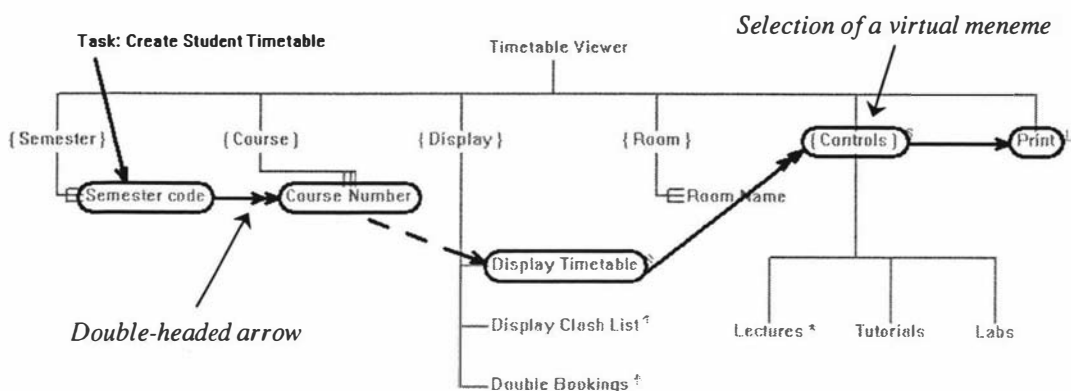 Selection of a virtual meneme
Task: Create Student Timetable
Timetable Viewer
{ Semester } { Course } { Display } { Room } { Controls } Print
Semester code Course Number Room Name
Display Timetable
Double-headed arrow
Display Clash List
Lectures * Tutorials Labs
Double Bookings *